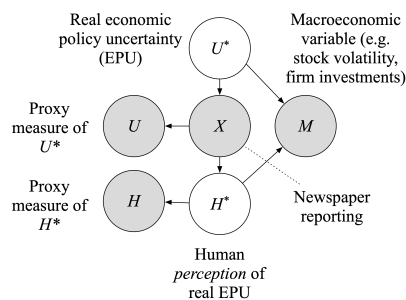 Real economic
policy uncertainty
(EPU)
Macroeconomic
variable (e.g.
stock volatility,
firm investments)
U*
Proxy
measure of
U*
U
X
M
Proxy
measure of
H*
H
H*
Newspaper
reporting
Human
perception of
real EPU